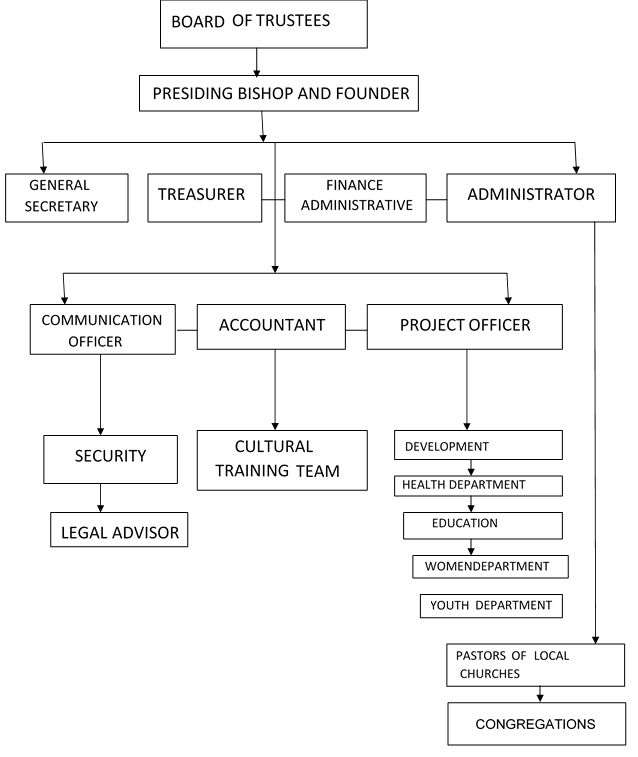 BOARD OF TRUSTEES
PRESIDING BISHOP AND FOUNDER
GENERAL
SECRETARY
TREASURER
FINANCE
ADMINISTRATIVE
ADMINISTRATOR
COMMUNICATION
OFFICER
ACCOUNTANT
PROJECT OFFICER
SECURITY
LEGAL ADVISOR
CULTURAL
TRAINING TEAM
DEVELOPMENT
HEALTH DEPARTMENT
EDUCATION
WOMENDEPARTMENT
YOUTH DEPARTMENT
PASTORS OF LOCAL
CHURCHES
CONGREGATIONS